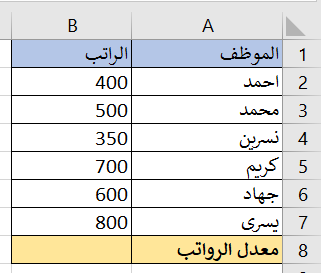 A B
1 الموظف الراتب
2 احمد 400
3 محمد 500
4 نسرين 350
5 كريم 700
6 جهاد 600
7 يسرى 800
8 معدل الرواتب